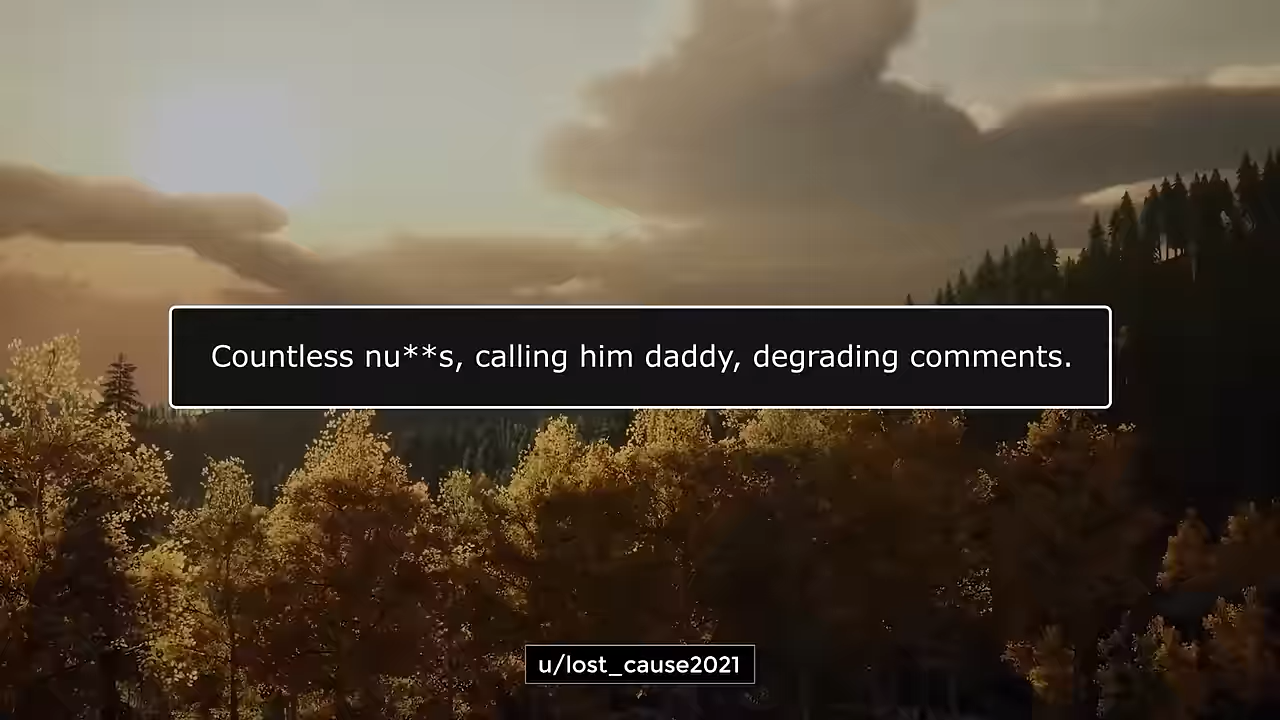 Countless nu**s, calling him daddy, degrading comments.
u/lost_cause2021